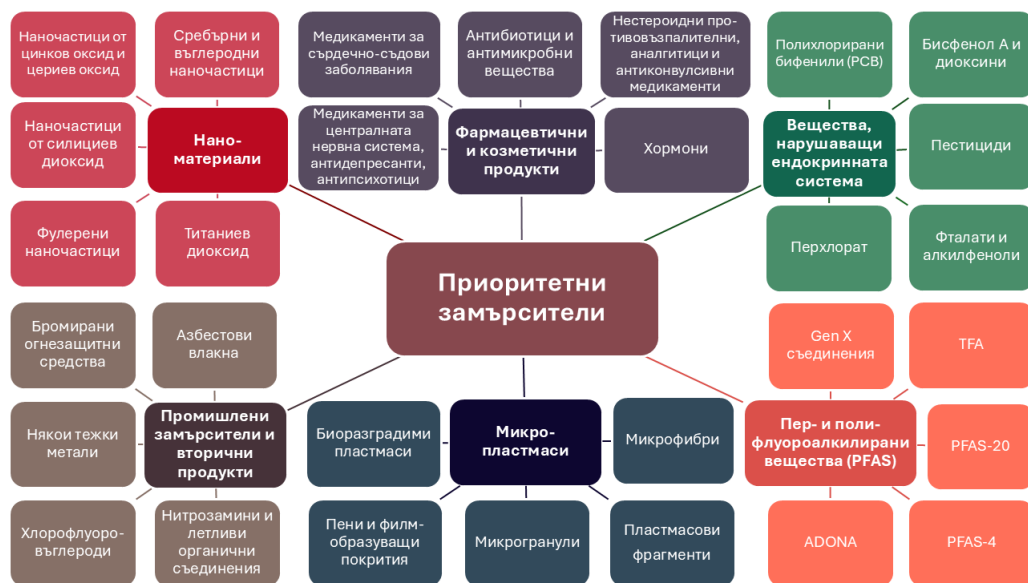 Наночастици от
цинков оксид и
цериев оксид
Сребърни и
въглеродни
наночастици
Наночастици
от силициев
диоксид
Нано-
материали
Фулерени
наночастици
Титаниев
диоксид
Медикаменти за
сърдечно-съдови
заболявания
Антибиотици и
антимикробни
вещества
Нестероидни про-
тивовъзпалителни,
аналгитици и
антиконвулсивни
медикаменти
Медикаменти за
централната
нервна система,
антидепресанти,
антипсихотици
Фармацевтични
и козметични
продукти
Хормони
Полихлорирани
бифенили (PCB)
Бисфенол А и
диоксини
Вещества,
нарушаващи
ендокринната
система
Пестициди
Перхлорат
Фталати и
алкилфеноли
Приоритетни
замърсители
Бромирани
огнезащитни
средства
Азбестови
влакна
Някои тежки
метали
Промишлени
замърсители и
вторични
продукти
Хлорофлуоро-
въглероди
Нитрозамини и
летливи
органични
съединения
Биоразградими
пластмаси
Микро-
пластмаси
Микрофибри
Пени и филм-
образуващи
покрития
Микрогранули
Пластмасови
фрагменти
Gen X
съединения
TFA
Пер- и поли-
флуороалкилирани
вещества (PFAS)
PFAS-20
ADONA
PFAS-4